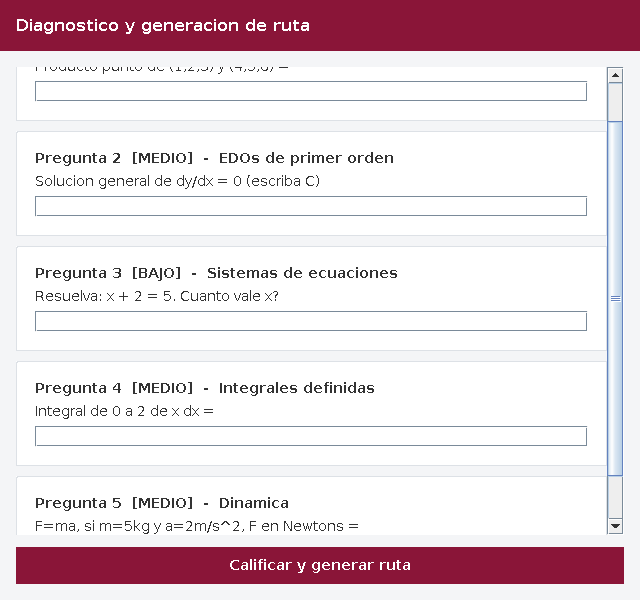 Diagnostico y generacion de ruta
Producto punto de (1,2,3) y (4,5,6) =
Pregunta 2 [MEDIO] - EDOs de primer orden
Solucion general de dy/dx = 0 (escriba C)
Pregunta 3 [BAJO] - Sistemas de ecuaciones
Resuelva: x + 2 = 5. Cuanto vale x?
Pregunta 4 [MEDIO] - Integrales definidas
Integral de 0 a 2 de x dx =
Pregunta 5 [MEDIO] - Dinamica
F=ma, si m=5kg y a=2m/s^2, F en Newtons =
Calificar y generar ruta